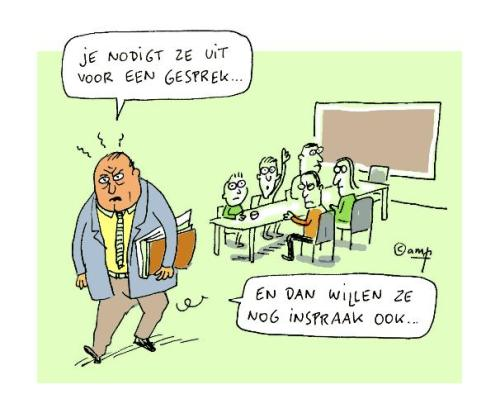 JE NODIGT ZE UIT
VOOR EEN GESPREK...
©amp
EN DAN WILLEN ZE
NOG INSPRAAK OOK...